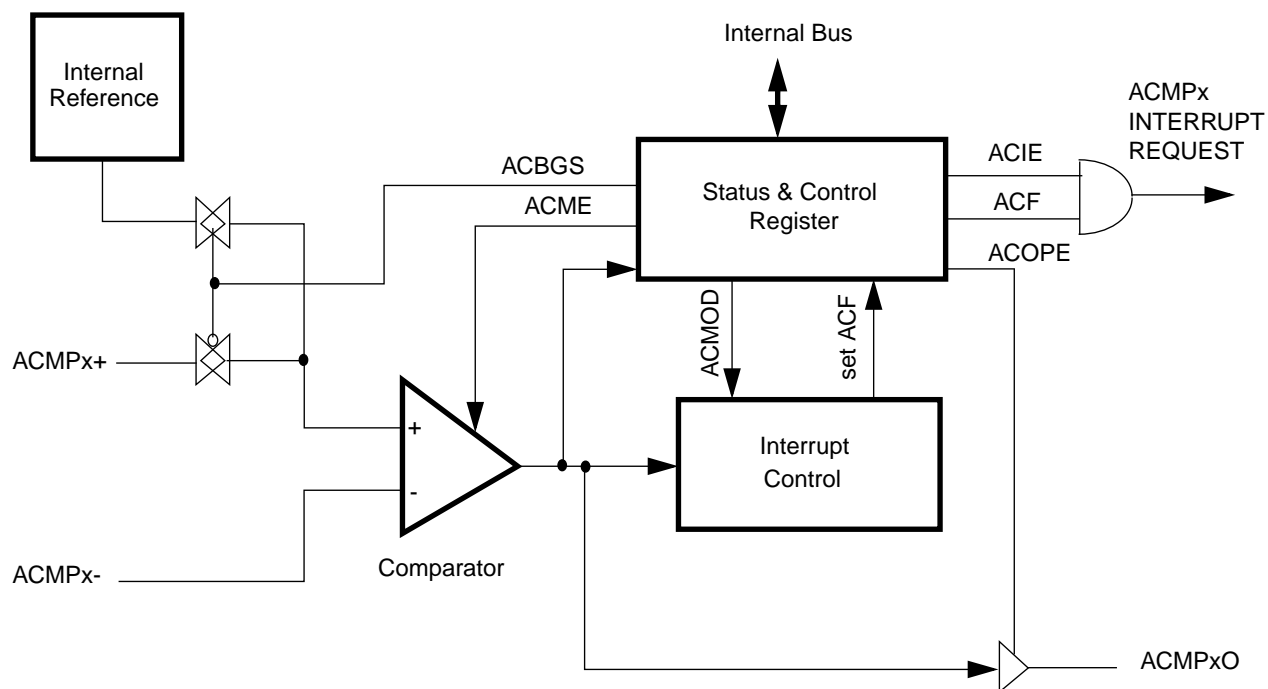 Internal Bus
Internal
Reference
ACMPx
INTERRUPT
REQUEST
ACBGS
ACIE
Status & Control
Register
ACME
ACF
ACOPE
ACMOD
set ACF
ACMPx+
+
Interrupt
Control
-
Comparator
ACMPx-
ACMPxO